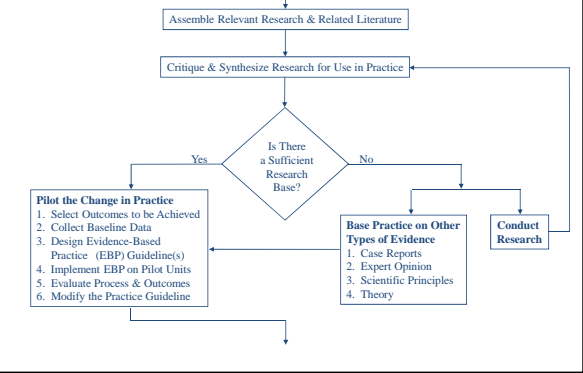 Assemble Relevant Research & Related Literature
Critique & Synthesize Research for Use in Practice
Is There
a Sufficient
Research
Base?
Yes
No
Pilot the Change in Practice
1. Select Outcomes to be Achieved
2. Collect Baseline Data
3. Design Evidence-Based
Practice (EBP) Guideline(s)
4. Implement EBP on Pilot Units
5. Evaluate Process & Outcomes
6. Modify the Practice Guideline
Base Practice on Other
Types of Evidence
1. Case Reports
2. Expert Opinion
3. Scientific Principles
4. Theory
Conduct
Research